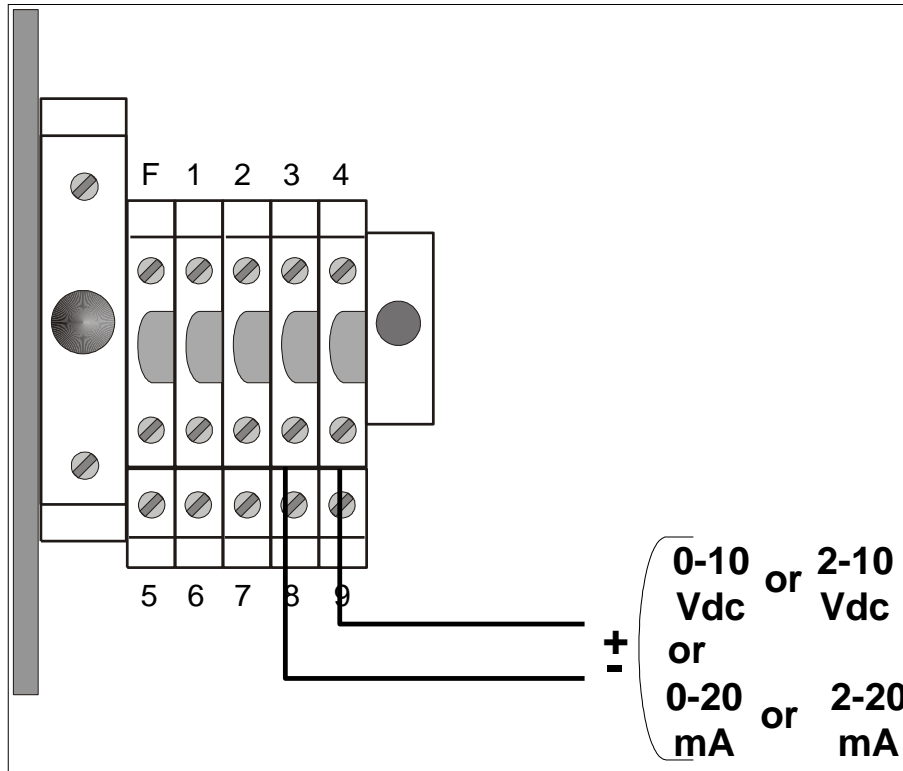 F 1 2 3 4
5 6 7 8 9
+
-
0-10 or 2-10
Vdc Vdc
or
0-20 or 2-20
mA mA